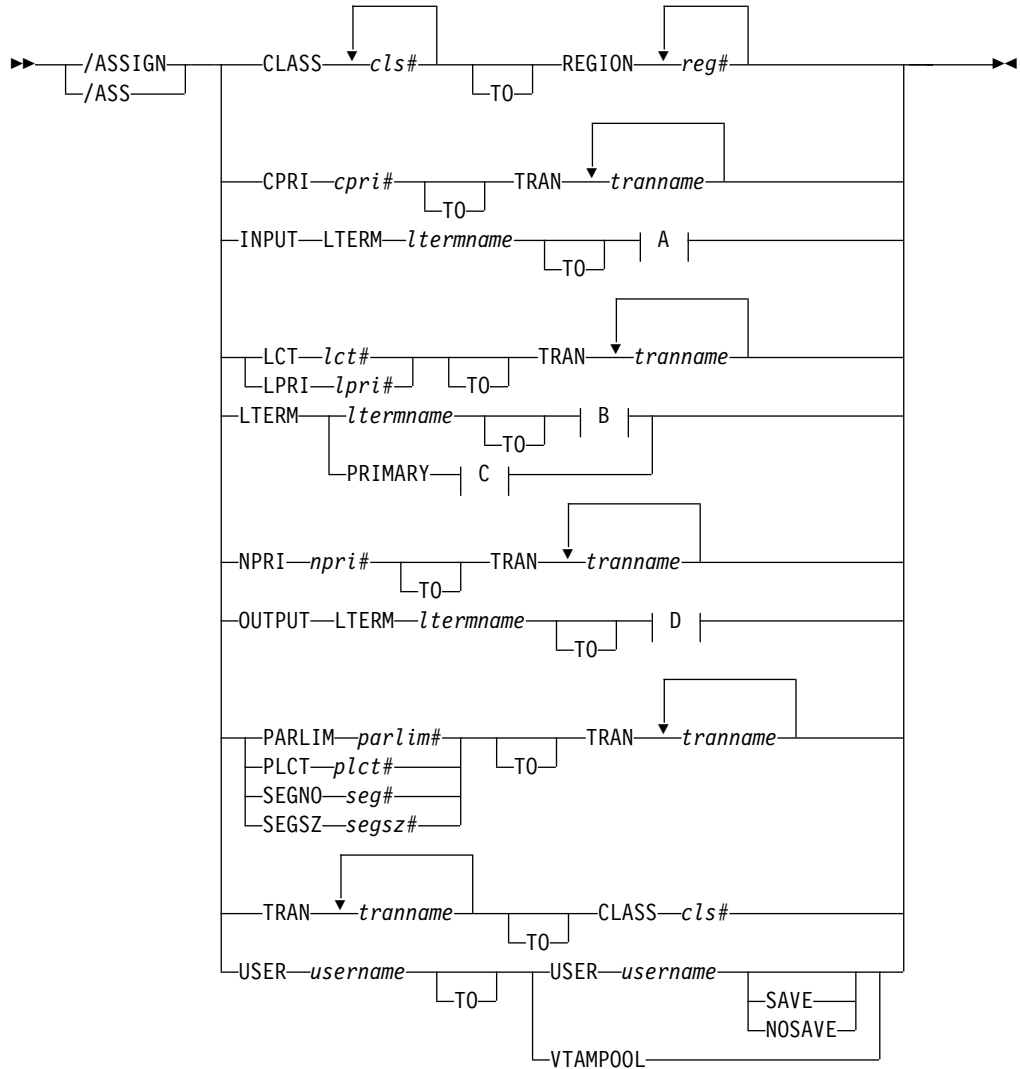 /ASSIGN CLASS cls# REGION reg#
/ASS TO
CPRI cpri# TRAN tranname
TO
INPUT LTERM ltermname A
TO
LCT lct# TRAN tranname
LPRI lpri# TO
LTERM ltermname B
TO
PRIMARY C
NPRI npri# TRAN tranname
TO
OUTPUT LTERM ltermname D
TO
PARLIM parlim# TRAN tranname
PLCT plct# TO
SEGNO seg#
SEGSZ segsz#
TRAN tranname CLASS cls#
TO
USER username USER username
TO SAVE
NOSAVE
VTAMPOOL